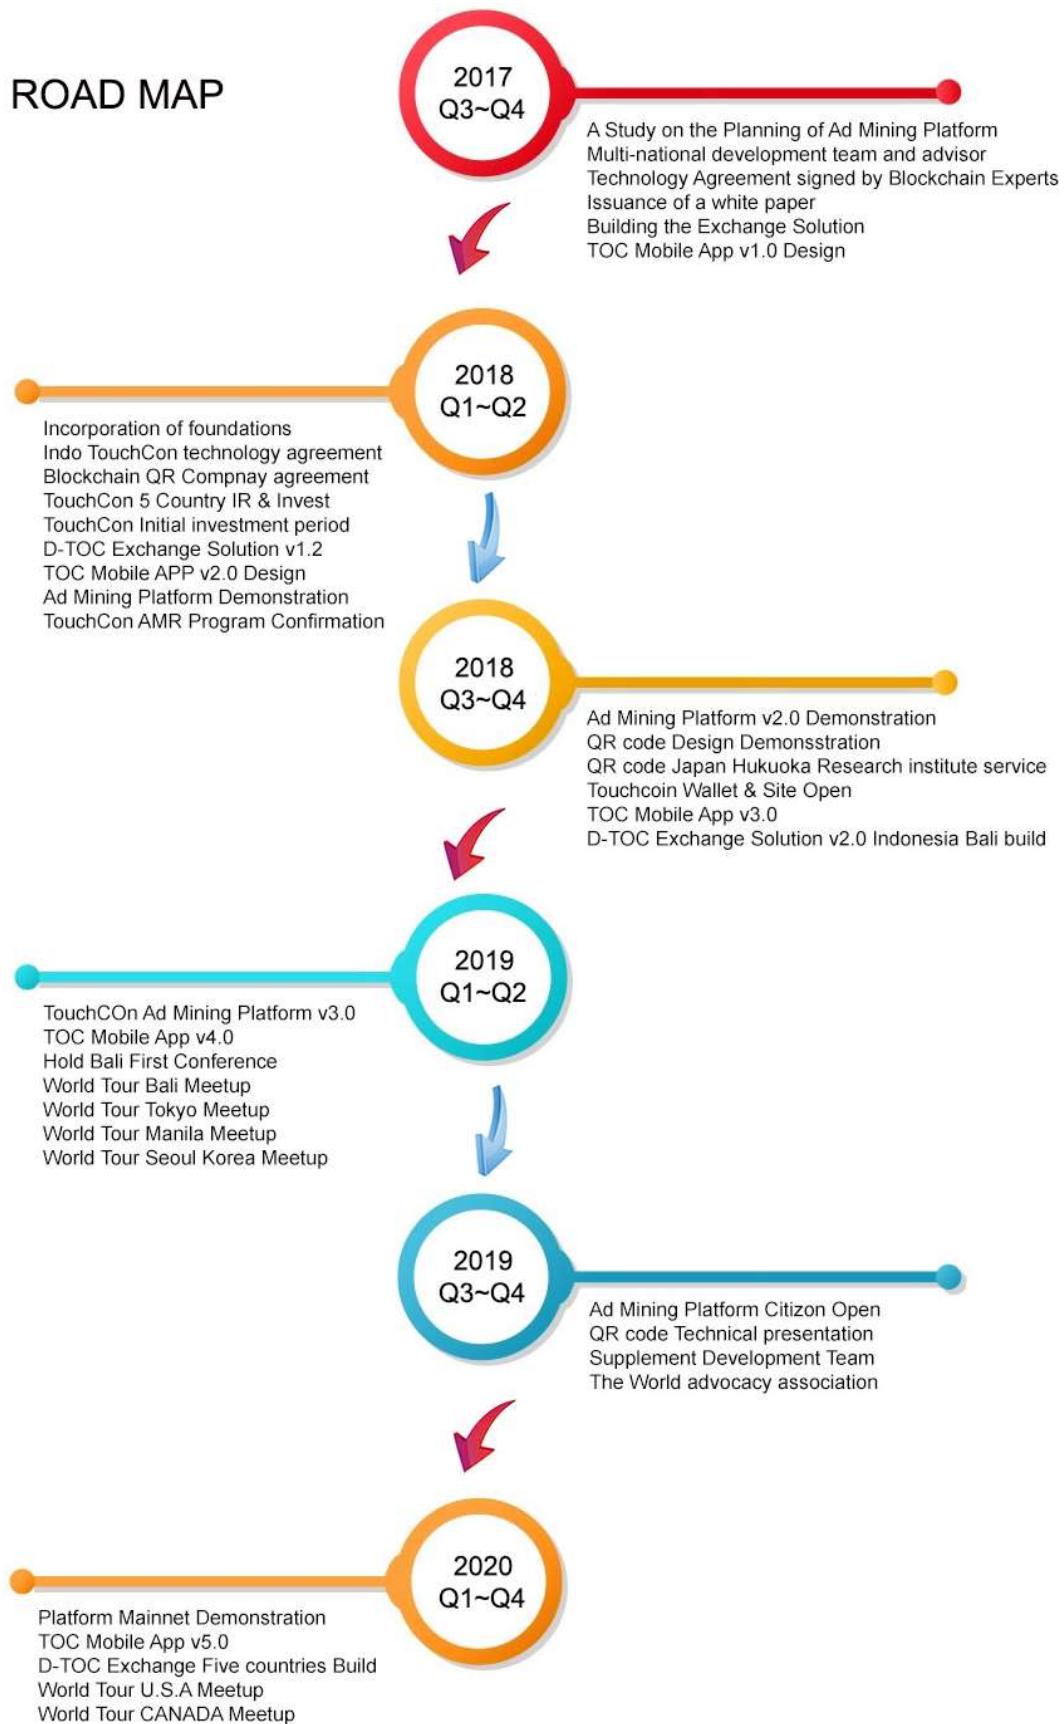 ROAD MAP
2017
Q3~Q4
A Study on the Planning of Ad Mining Platform
Multi-national development team and advisor
Technology Agreement signed by Blockchain Experts
Issuance of a white paper
Building the Exchange Solution
TOC Mobile App v1.0 Design
2018
Q1~Q2
Incorporation of foundations
Indo TouchCon technology agreement
Blockchain QR Compnay agreement
TouchCon 5 Country IR & Invest
TouchCon Initial investment period
D-TOC Exchange Solution v1.2
TOC Mobile APP v2.0 Design
Ad Mining Platform Demonstration
TouchCon AMR Program Confirmation
2018
Q3~Q4
Ad Mining Platform v2.0 Demonstration
QR code Design Demonsstration
QR code Japan Hukuoka Research institute service
Touchcoin Wallet & Site Open
TOC Mobile App v3.0
D-TOC Exchange Solution v2.0 Indonesia Bali build
2019
Q1~Q2
TouchCOn Ad Mining Platform v3.0
TOC Mobile App v4.0
Hold Bali First Conference
World Tour Bali Meetup
World Tour Tokyo Meetup
World Tour Manila Meetup
World Tour Seoul Korea Meetup
2019
Q3~Q4
Ad Mining Platform Citizon Open
QR code Technical presentation
Supplement Development Team
The World advocacy association
2020
Q1~Q4
Platform Mainnet Demonstration
TOC Mobile App v5.0
D-TOC Exchange Five countries Build
World Tour U.S.A Meetup
World Tour CANADA Meetup